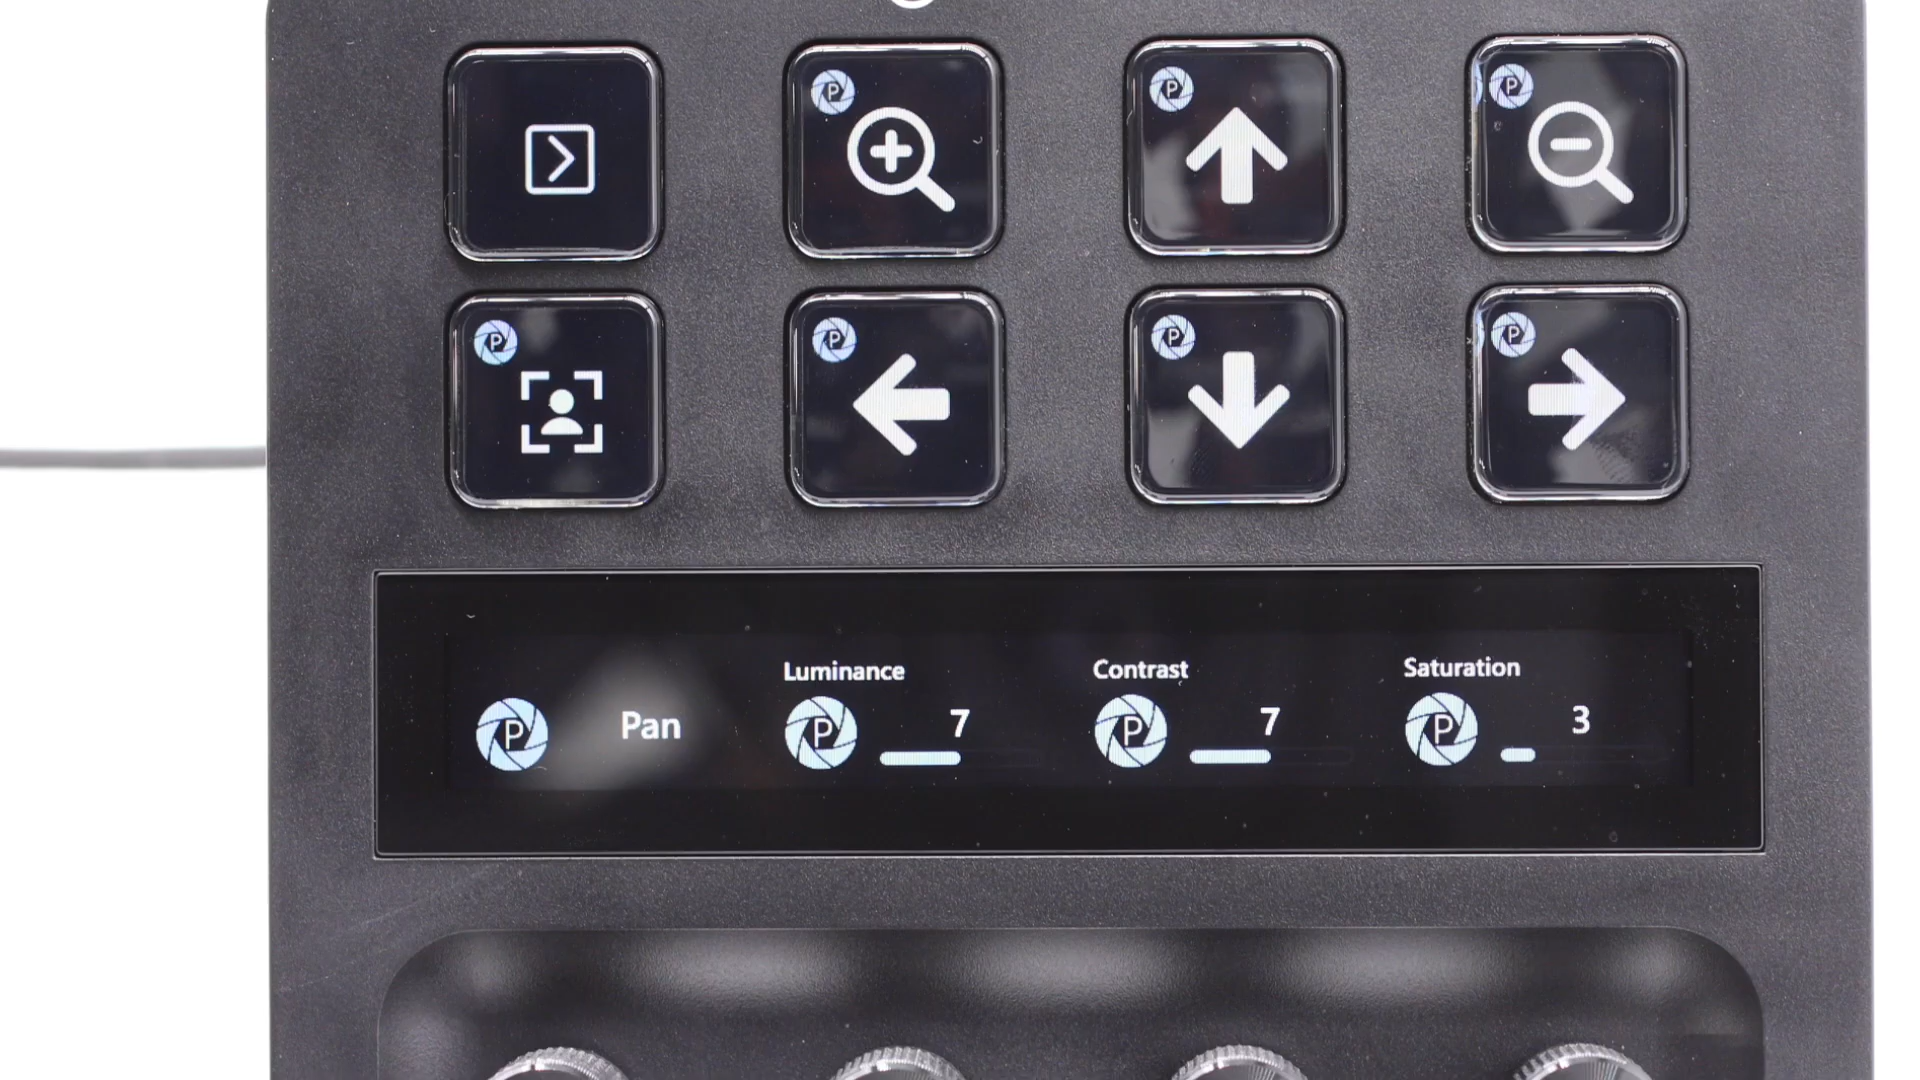 P
P
P
P
P
P
P
P Pan
Luminance
P 7
Contrast
P 7
Saturation
P 3